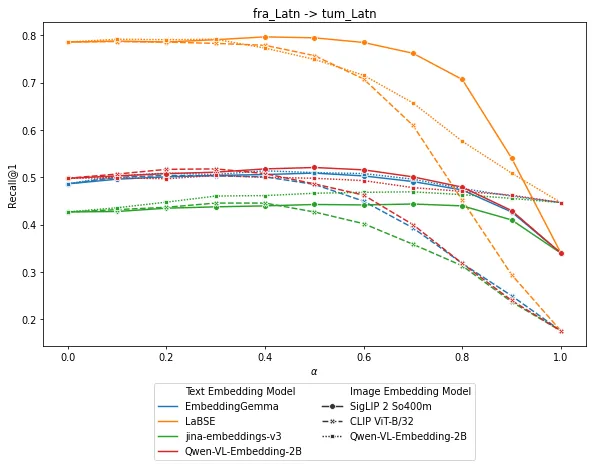 fra_Latn -> tum_Latn
Recall@1
0.8
0.7
0.6
0.5
0.4
0.3
0.2
0.0 0.2 0.4 0.6 0.8 1.0
α
Text Embedding Model Image Embedding Model
EmbeddingGemma SigLIP 2 So400m
LaBSE CLIP ViT-B/32
jina-embeddings-v3 Qwen-VL-Embedding-2B
Qwen-VL-Embedding-2B